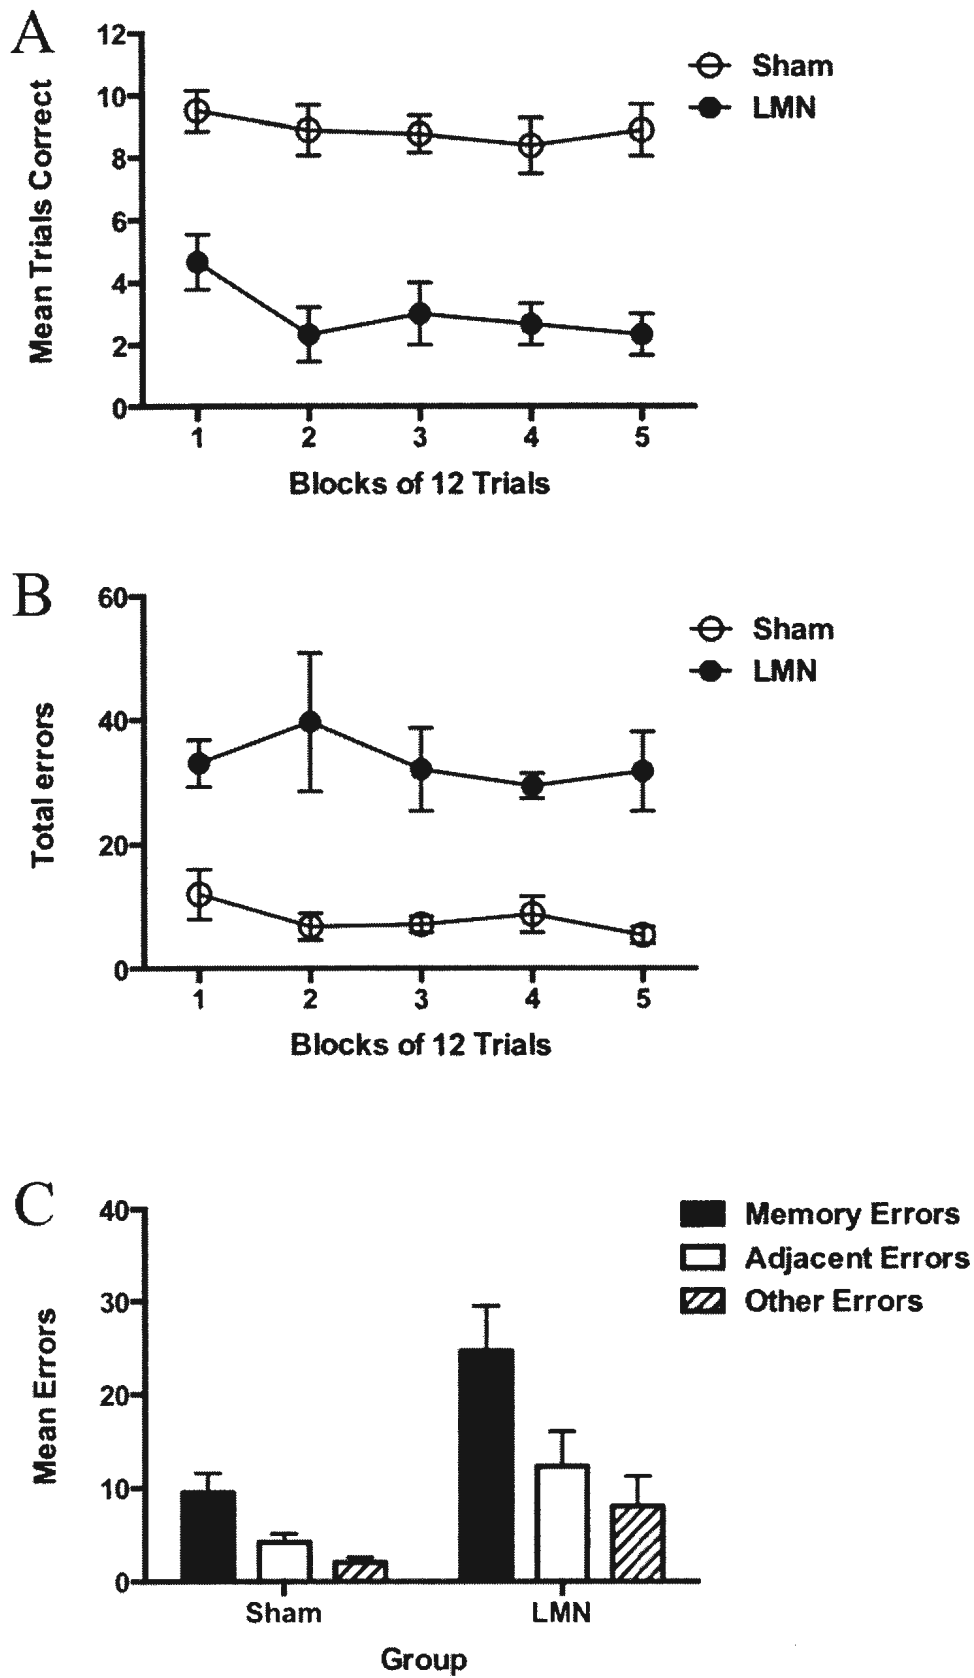 A
12
10
8
6
4
2
0
Mean Trials Correct
Sham
LMN
1 2 3 4 5
Blocks of 12 Trials
B
60
40
20
0
Total errors
Sham
LMN
1 2 3 4 5
Blocks of 12 Trials
C
40
30
20
10
0
Mean Errors
Memory Errors
Adjacent Errors
Other Errors
Sham LMN
Group